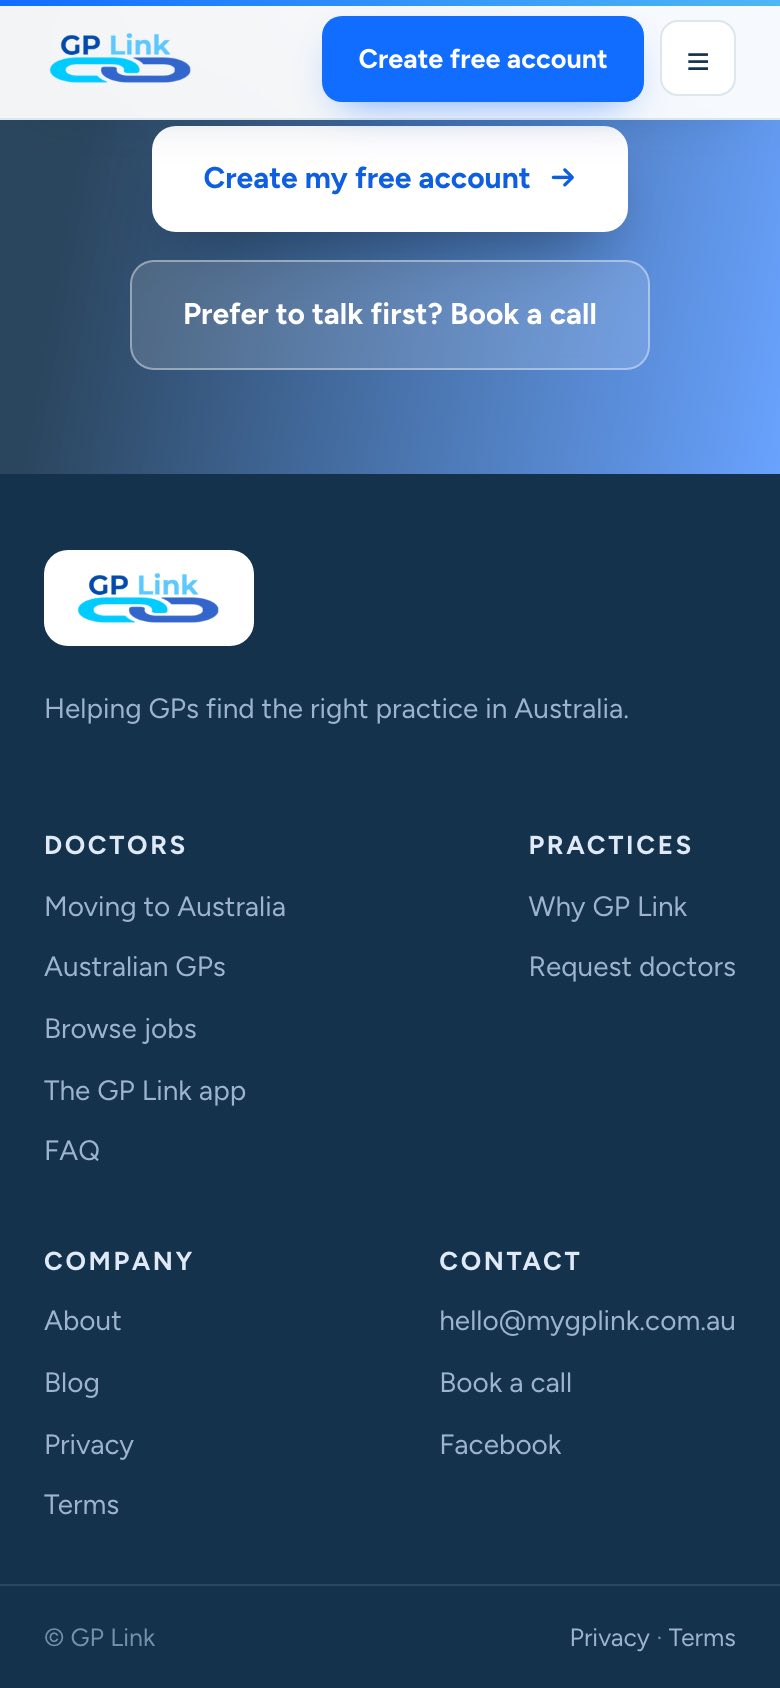 GP Link
Create free account
Create my free account →
Prefer to talk first? Book a call
GP Link
Helping GPs find the right practice in Australia.
DOCTORS
Moving to Australia
Australian GPs
Browse jobs
The GP Link app
FAQ
PRACTICES
Why GP Link
Request doctors
COMPANY
About
Blog
Privacy
Terms
CONTACT
hello@mygplink.com.au
Book a call
Facebook
© GP Link
Privacy · Terms